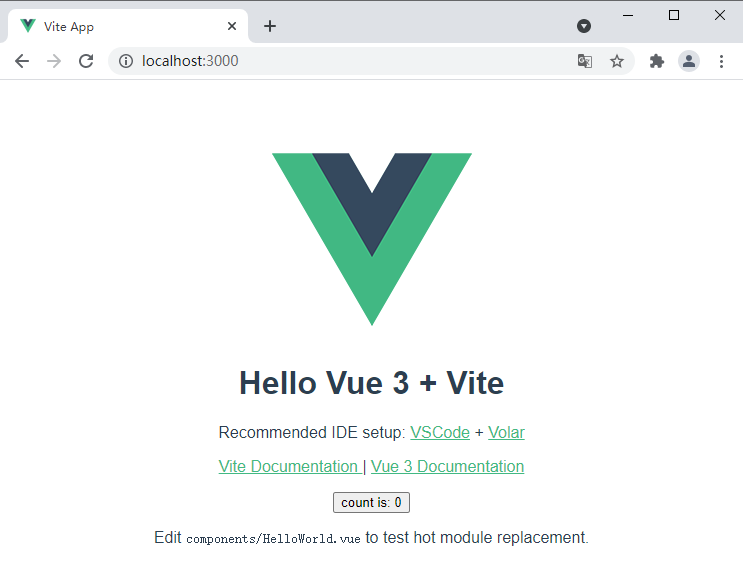 Vite App
localhost:3000
Hello Vue 3 + Vite
Recommended IDE setup: VSCode + Volar
Vite Documentation | Vue 3 Documentation
count is: 0
Edit components/HelloWorld.vue to test hot module replacement.